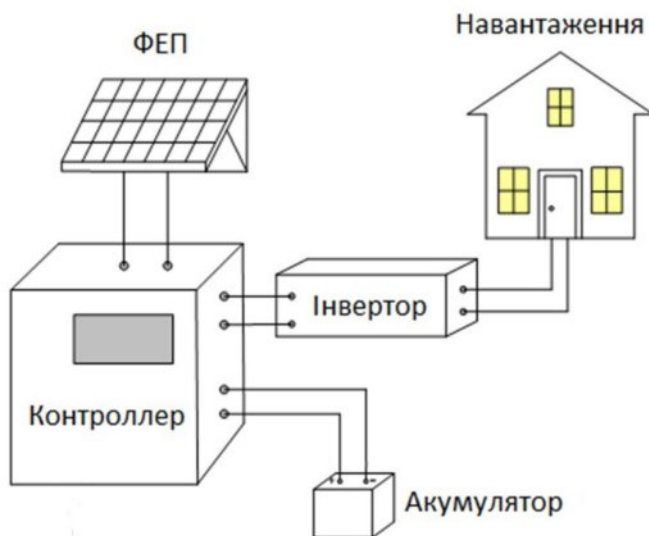 ФЕП
Навантаження
Інвертор
Контроллер
Акумулятор